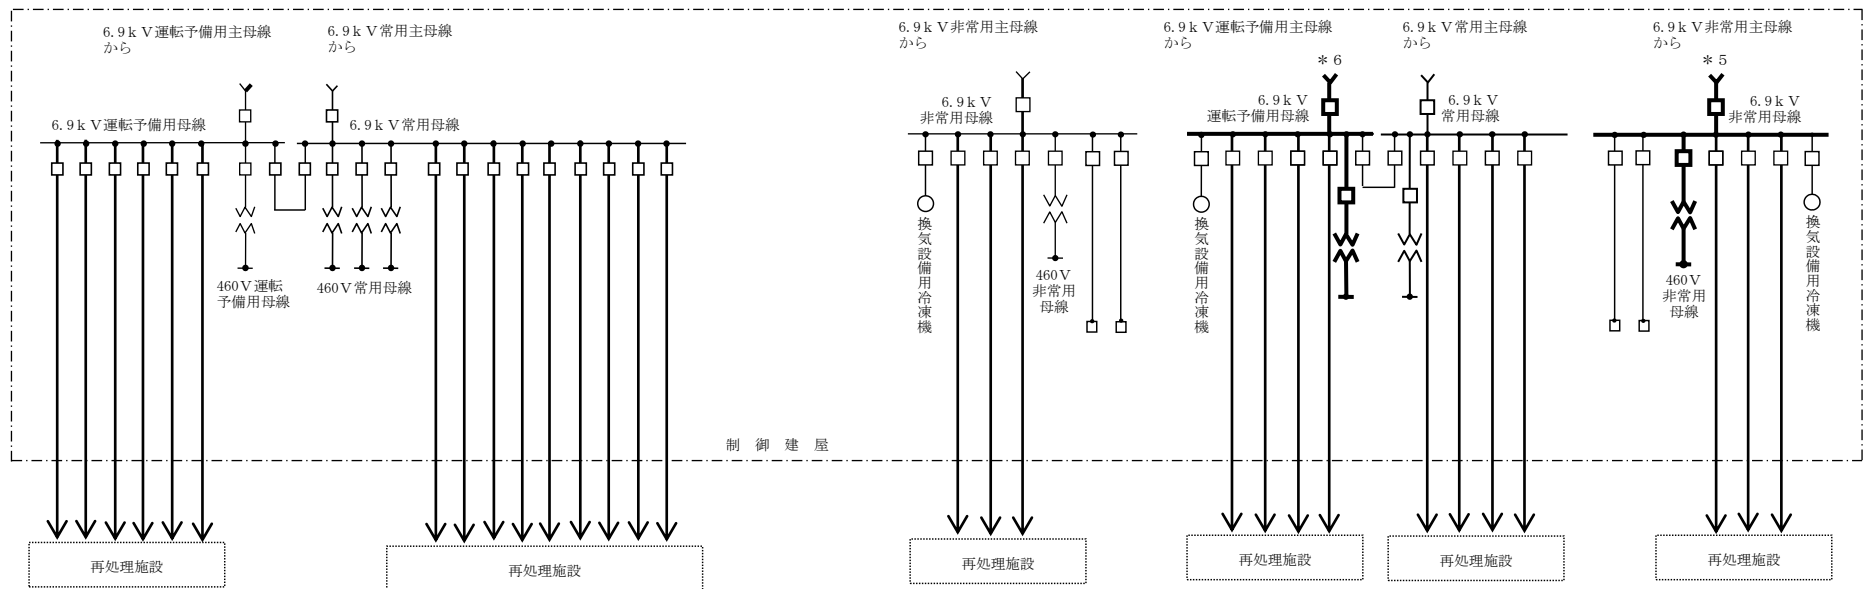 6.9kV運転予備用主母線
から
6.9kV常用主母線
から
6.9kV非常用主母線
から
6.9kV運転予備用主母線
から
6.9kV常用主母線
から
6.9kV非常用主母線
から
*6
*5
6.9kV運転予備用母線
6.9kV常用母線
6.9kV
非常用母線
6.9kV
運転予備用母線
6.9kV
常用母線
6.9kV
非常用母線
460V運転
予備用母線
460V常用母線
換気設備用冷凍機
460V
非常用
母線
換気設備用冷凍機
460V
非常用
母線
換気設備用冷凍機
制御建屋
再処理施設
再処理施設
再処理施設
再処理施設
再処理施設
再処理施設